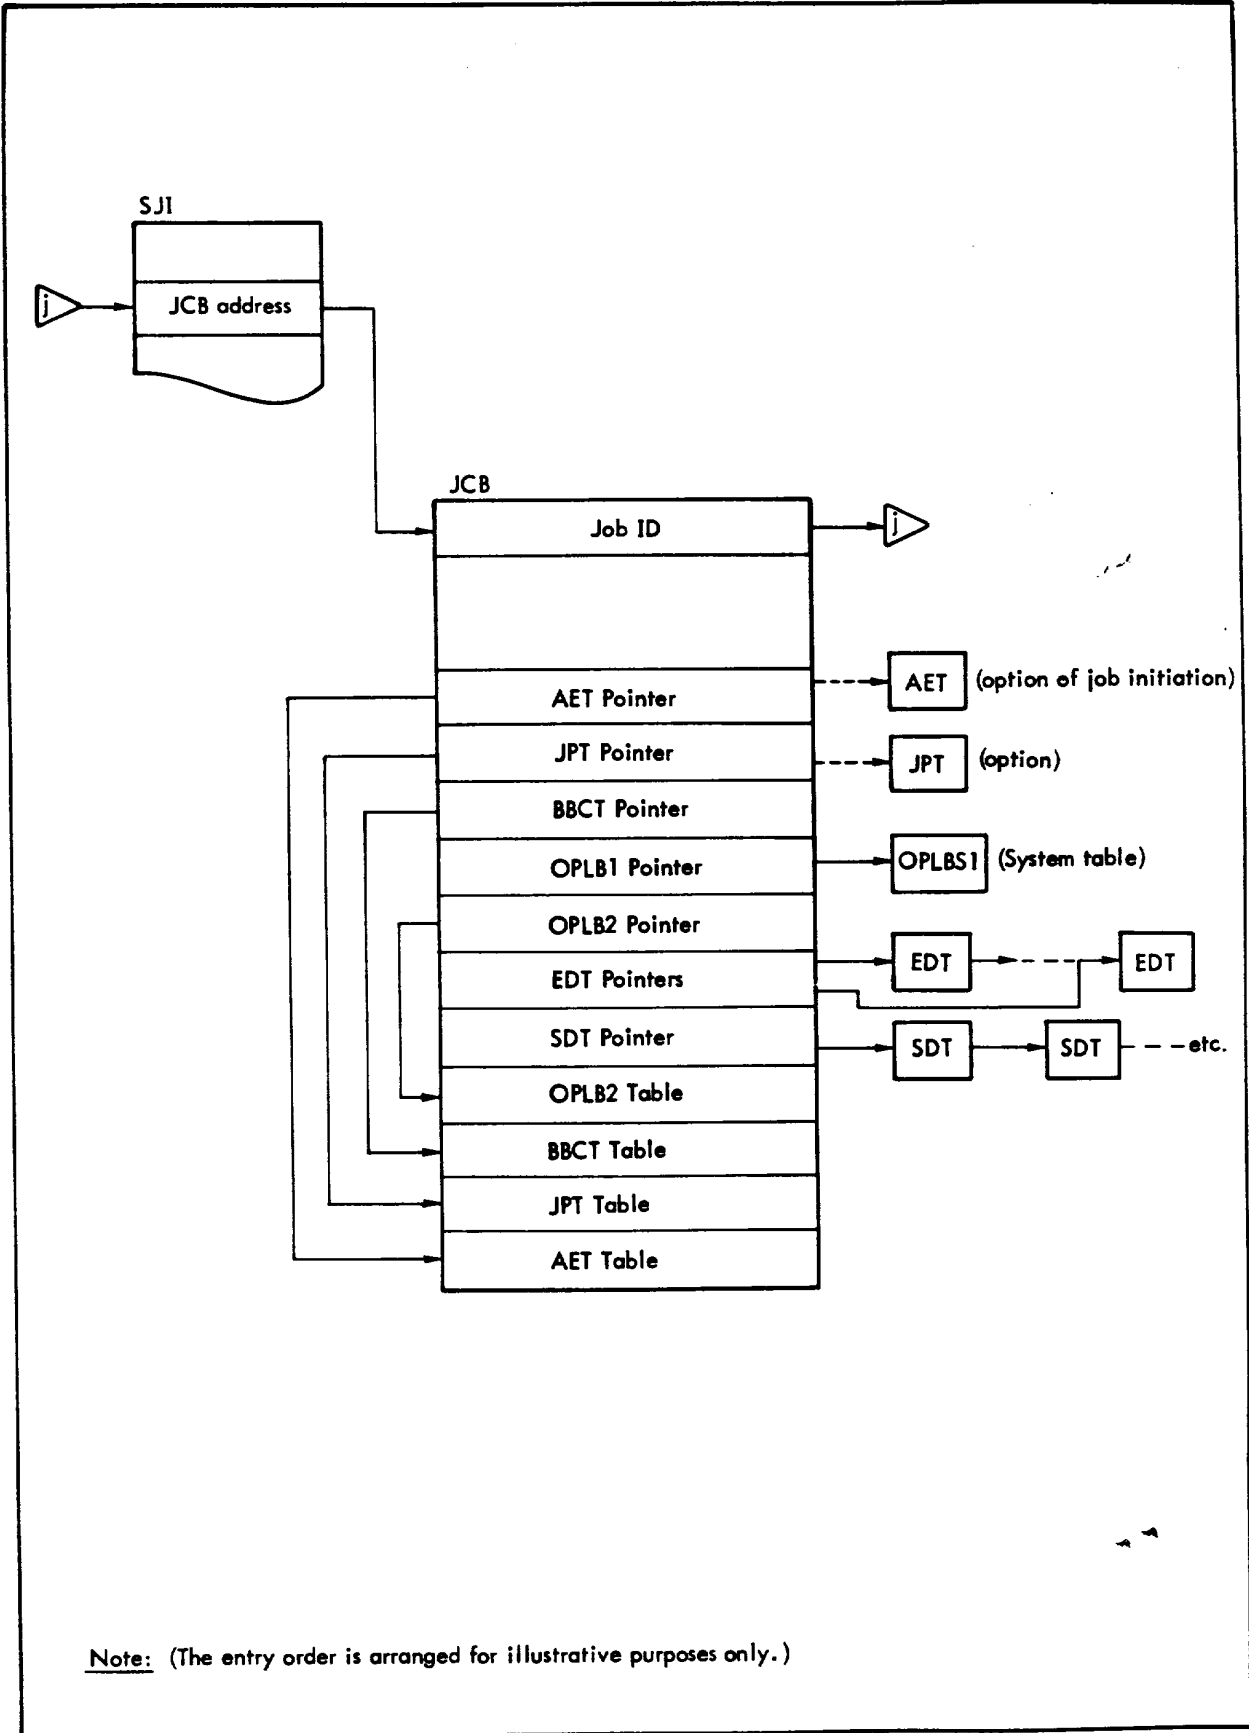 SJI
j
JCB address
JCB
Job ID
j
AET Pointer
AET
(option of job initiation)
JPT Pointer
JPT
(option)
BBCT Pointer
OPLB1 Pointer
OPLBS1
(System table)
OPLB2 Pointer
EDT Pointers
EDT
EDT
SDT Pointer
SDT
SDT
etc.
OPLB2 Table
BBCT Table
JPT Table
AET Table
Note: (The entry order is arranged for illustrative purposes only.)